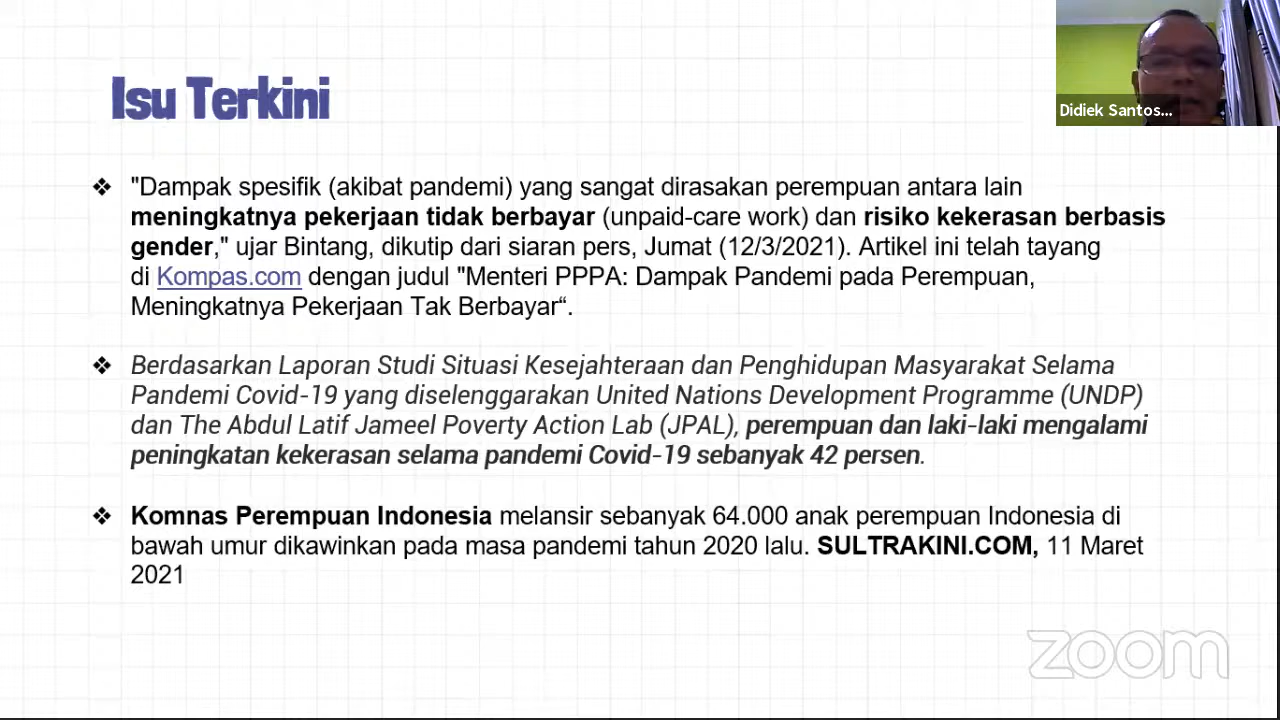 Isu Terkini
Didiek Santos...
❖ "Dampak spesifik (akibat pandemi) yang sangat dirasakan perempuan antara lain
meningkatnya pekerjaan tidak berbayar (unpaid-care work) dan risiko kekerasan berbasis
gender," ujar Bintang, dikutip dari siaran pers, Jumat (12/3/2021). Artikel ini telah tayang
di Kompas.com dengan judul "Menteri PPPA: Dampak Pandemi pada Perempuan,
Meningkatnya Pekerjaan Tak Berbayar“.
❖ Berdasarkan Laporan Studi Situasi Kesejahteraan dan Penghidupan Masyarakat Selama
Pandemi Covid-19 yang diselenggarakan United Nations Development Programme (UNDP)
dan The Abdul Latif Jameel Poverty Action Lab (JPAL), perempuan dan laki-laki mengalami
peningkatan kekerasan selama pandemi Covid-19 sebanyak 42 persen.
❖ Komnas Perempuan Indonesia melansir sebanyak 64.000 anak perempuan Indonesia di
bawah umur dikawinkan pada masa pandemi tahun 2020 lalu. SULTRAKINI.COM, 11 Maret
2021
zoom